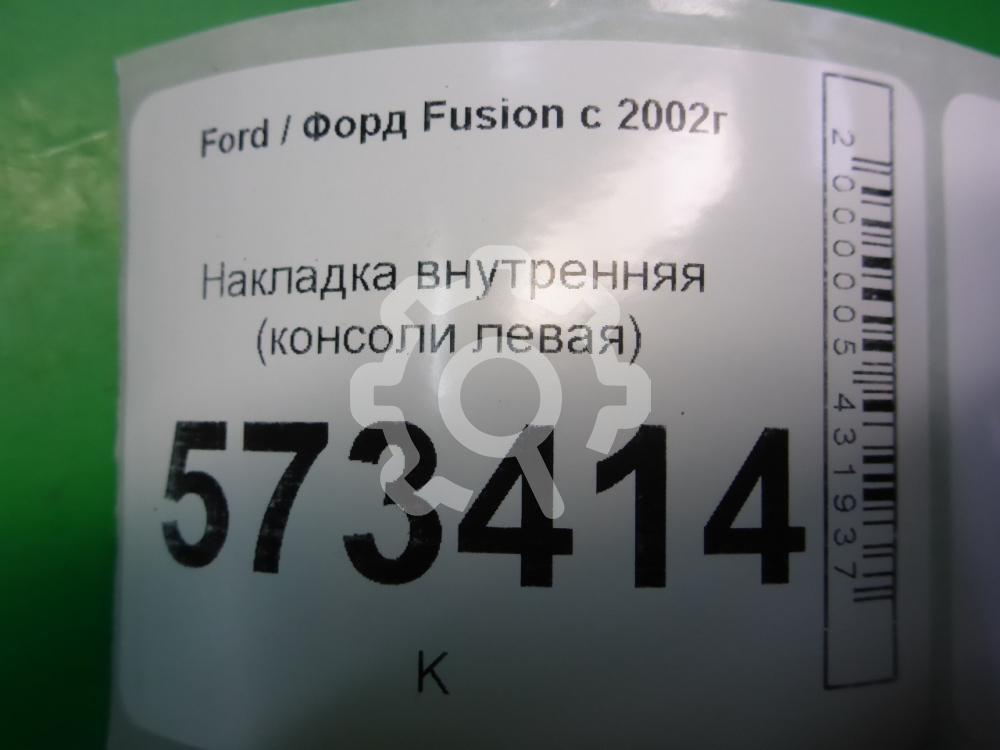 Ford / Форд Fusion с 2002г
Накладка внутренняя
(консоли левая)
573414
К
2000005431937